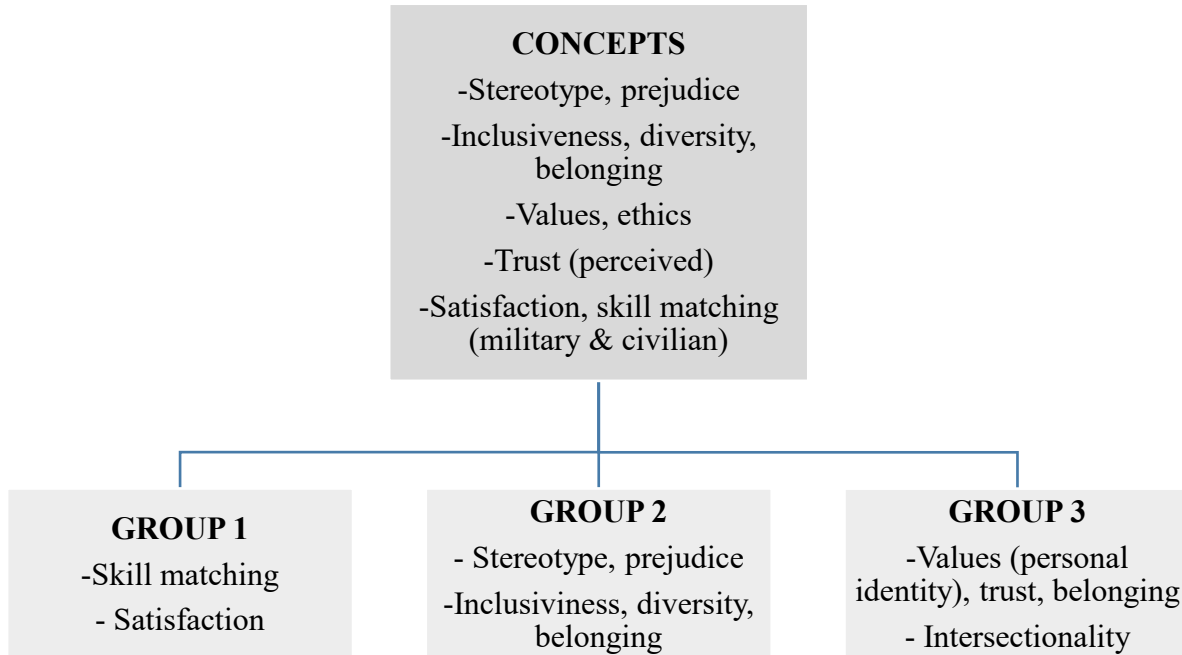 CONCEPTS
-Stereotype, prejudice
-Inclusiveness, diversity,
belonging
-Values, ethics
-Trust (perceived)
-Satisfaction, skill matching
(military & civilian)
GROUP 1
-Skill matching
- Satisfaction
GROUP 2
- Stereotype, prejudice
-Inclusiviness, diversity,
belonging
GROUP 3
-Values (personal
identity), trust, belonging
- Intersectionality